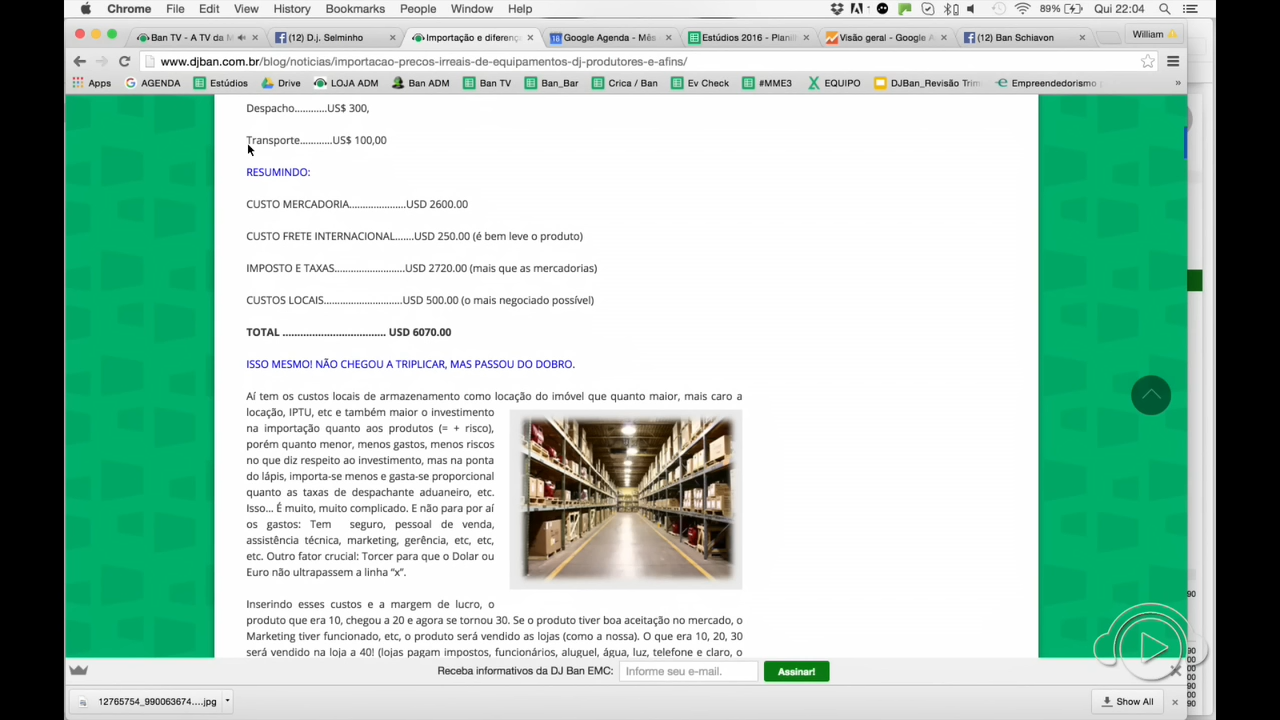 Chrome File Edit View History Bookmarks People Window Help 89% Qui 22:04
Ban TV - A TV da M (12) D.j. Selminho Importação e diferenç Google Agenda - Mês Estúdios 2016 - Planil Visão geral - Google A (12) Ban Schiavon William
www.djban.com.br/blog/noticias/importacao-precos-irreais-de-equipamentos-dj-produtores-e-afins/
Apps AGENDA Estúdios Drive LOJA ADM Ban ADM Ban TV Ban_Bar Crica / Ban Ev Check #MME3 EQUIPO DJBan_Revisão Trim Empreendedorismo »
Despacho............US$ 300,
Transporte............US$ 100,00
RESUMINDO:
CUSTO MERCADORIA.....................USD 2600.00
CUSTO FRETE INTERNACIONAL.......USD 250.00 (é bem leve o produto)
IMPOSTO E TAXAS..........................USD 2720.00 (mais que as mercadorias)
CUSTOS LOCAIS.............................USD 500.00 (o mais negociado possível)
TOTAL ................................... USD 6070.00
ISSO MESMO! NÃO CHEGOU A TRIPLICAR, MAS PASSOU DO DOBRO.
Aí tem os custos locais de armazenamento como locação do imóvel que quanto maior, mais caro a
locação, IPTU, etc e também maior o investimento
na importação quanto aos produtos (= + risco),
porém quanto menor, menos gastos, menos riscos
no que diz respeito ao investimento, mas na ponta
do lápis, importa-se menos e gasta-se proporcional
quanto as taxas de despachante aduaneiro, etc.
Isso... É muito, muito complicado. E não para por aí
os gastos: Tem seguro, pessoal de venda,
assistência técnica, marketing, gerência, etc, etc,
etc. Outro fator crucial: Torcer para que o Dolar ou
Euro não ultrapassem a linha “x”.
Inserindo esses custos e a margem de lucro, o
produto que era 10, chegou a 20 e agora se tornou 30. Se o produto tiver boa aceitação no mercado, o
Marketing tiver funcionado, etc, o produto será vendido as lojas (como a nossa). O que era 10, 20, 30
será vendido na loja a 40! (lojas pagam impostos, funcionários, aluguel, água, luz, telefone e claro, o
Receba informativos da DJ Ban EMC: Informe seu e-mail. Assinar!
12765754_990063674....jpg Show All